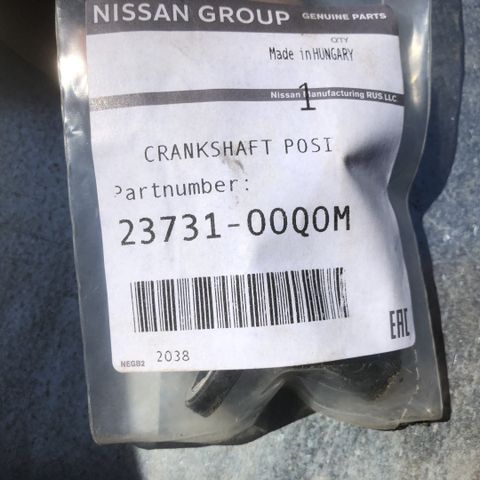 NISSAN GROUP GENUINE PARTS
QTY
Made in HUNGARY
Nissan Manufacturing RUS LLC
1
CRANKSHAFT POSI
Partnumber:
23731-00Q0M
EAC
NEGB2 2038